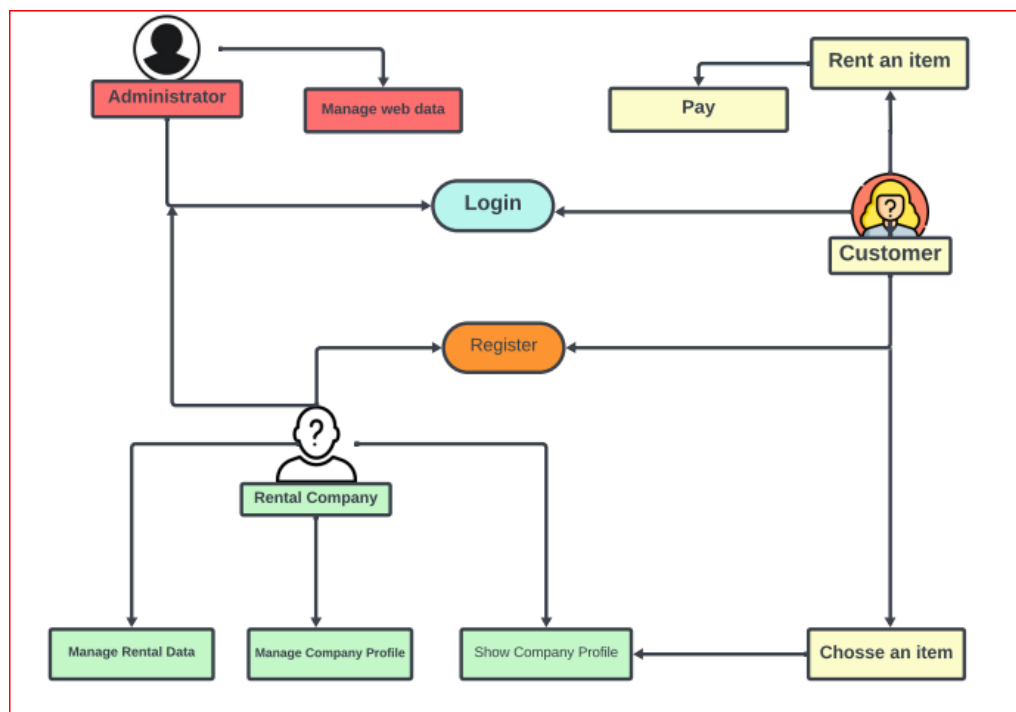 Administrator
Manage web data
Rent an item
Pay
Login
?
Customer
Register
?
Rental Company
Manage Rental Data
Manage Company Profile
Show Company Profile
Chosse an item